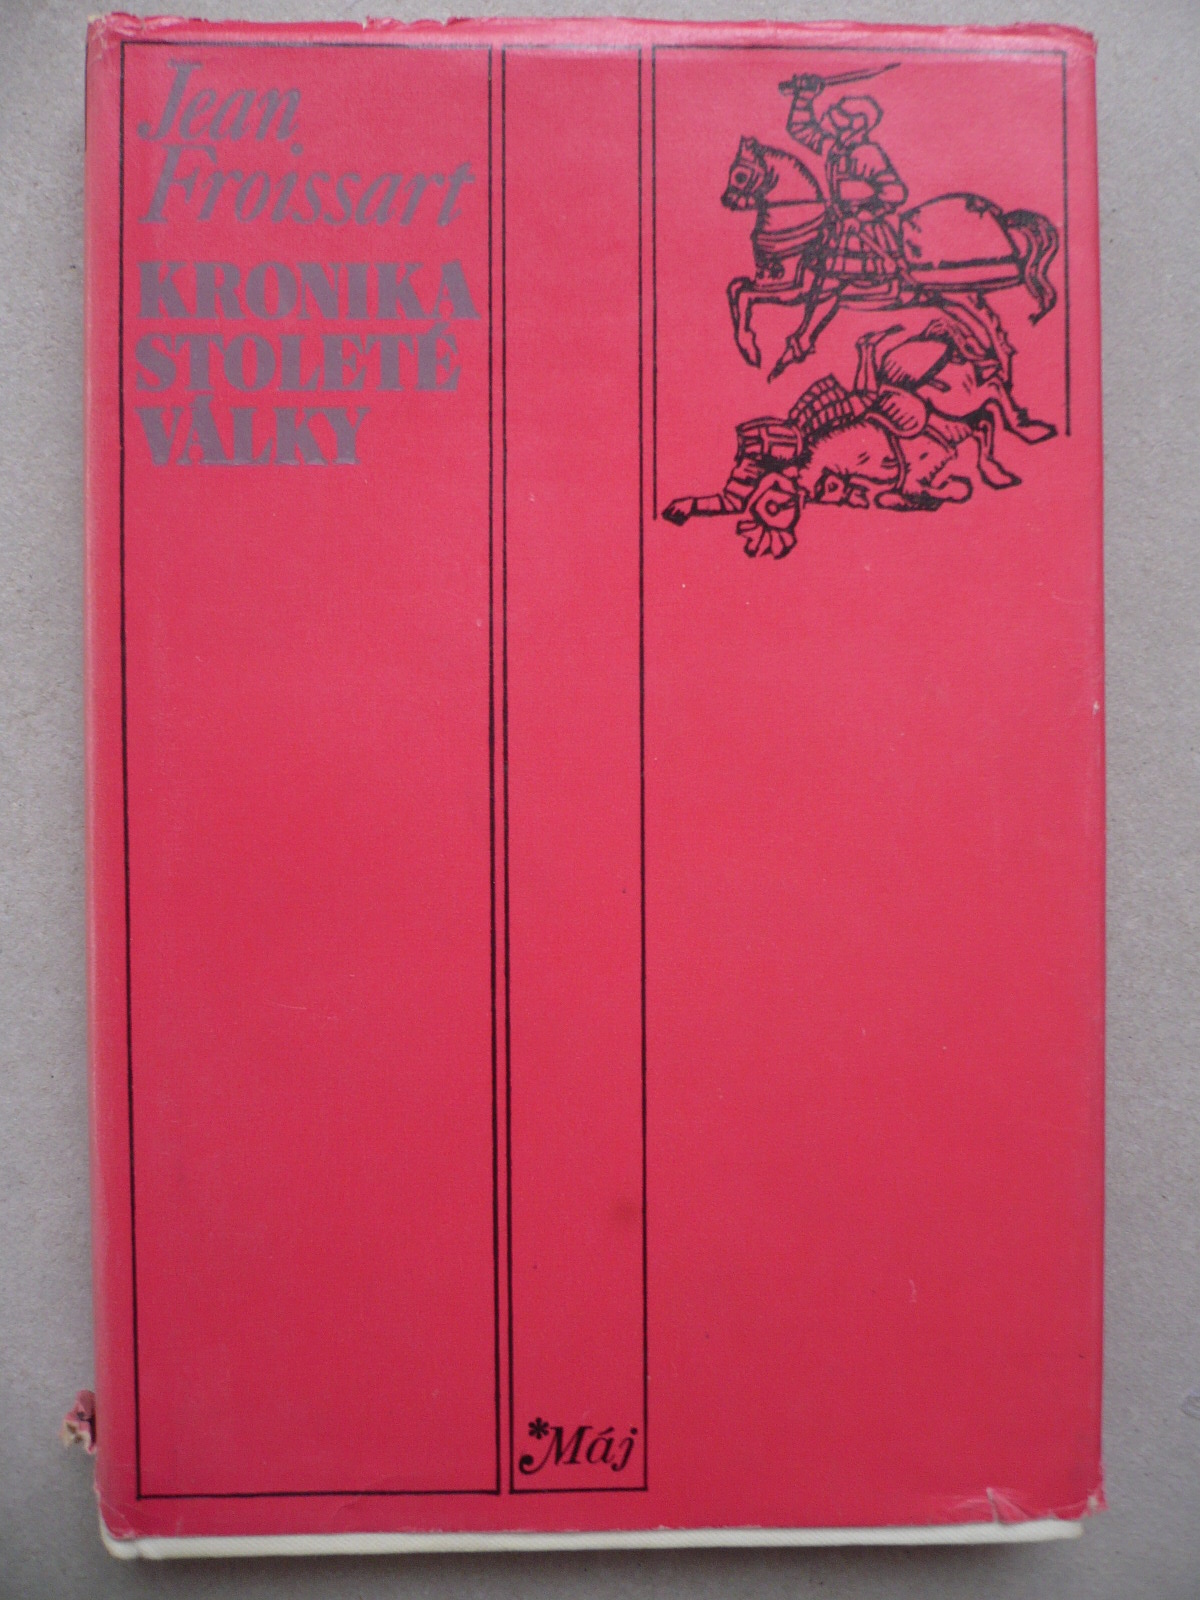 Jean
Froissart
KRONIKA
STOLETÉ
VÁLKY
*Máj